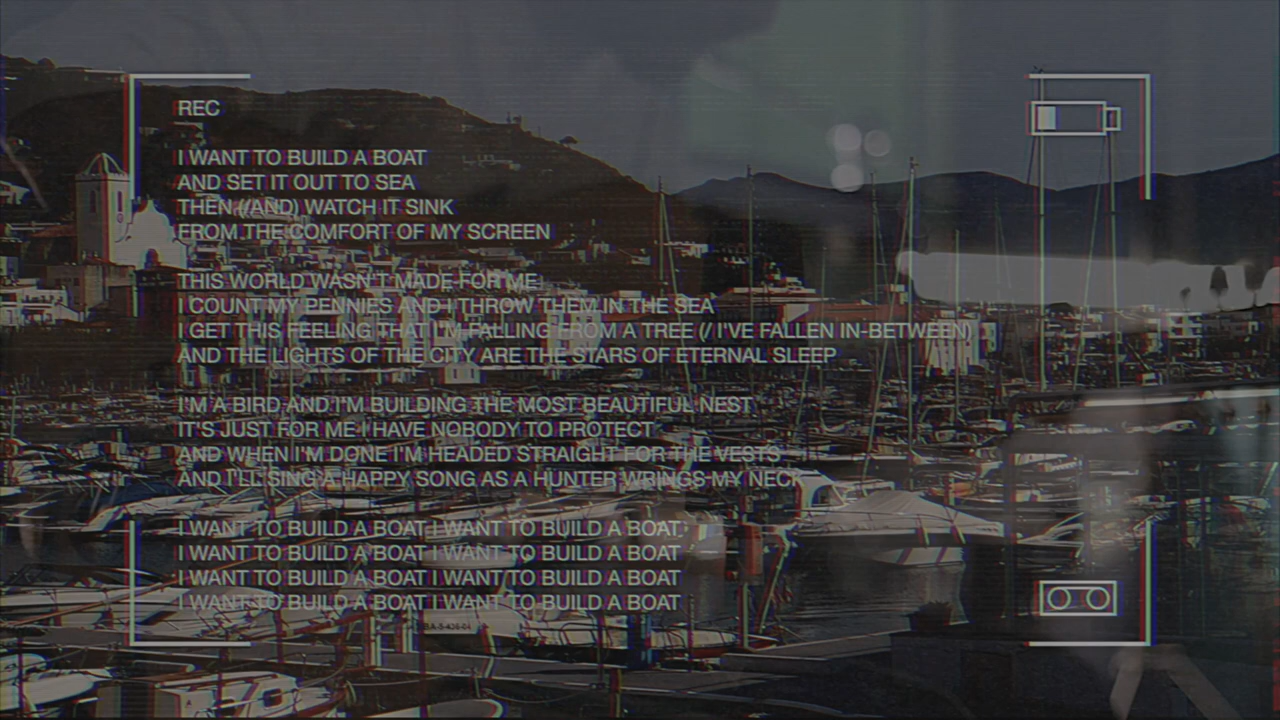 REC
I WANT TO BUILD A BOAT
AND SET IT OUT TO SEA
THEN (/AND) WATCH IT SINK
FROM THE COMFORT OF MY SCREEN
THIS WORLD WASN'T MADE FOR ME
I COUNT MY PENNIES AND I THROW THEM IN THE SEA
I GET THIS FEELING THAT I'M FALLING FROM A TREE (/ I'VE FALLEN IN-BETWEEN)
AND THE LIGHTS OF THE CITY ARE THE STARS OF ETERNAL SLEEP
I'M A BIRD AND I'M BUILDING THE MOST BEAUTIFUL NEST
IT'S JUST FOR ME I HAVE NOBODY TO PROTECT
AND WHEN I'M DONE I'M HEADED STRAIGHT FOR THE VESTS
AND I'LL SING A HAPPY SONG AS A HUNTER WRINGS MY NECK
I WANT TO BUILD A BOAT I WANT TO BUILD A BOAT
I WANT TO BUILD A BOAT I WANT TO BUILD A BOAT
I WANT TO BUILD A BOAT I WANT TO BUILD A BOAT
I WANT TO BUILD A BOAT I WANT TO BUILD A BOAT